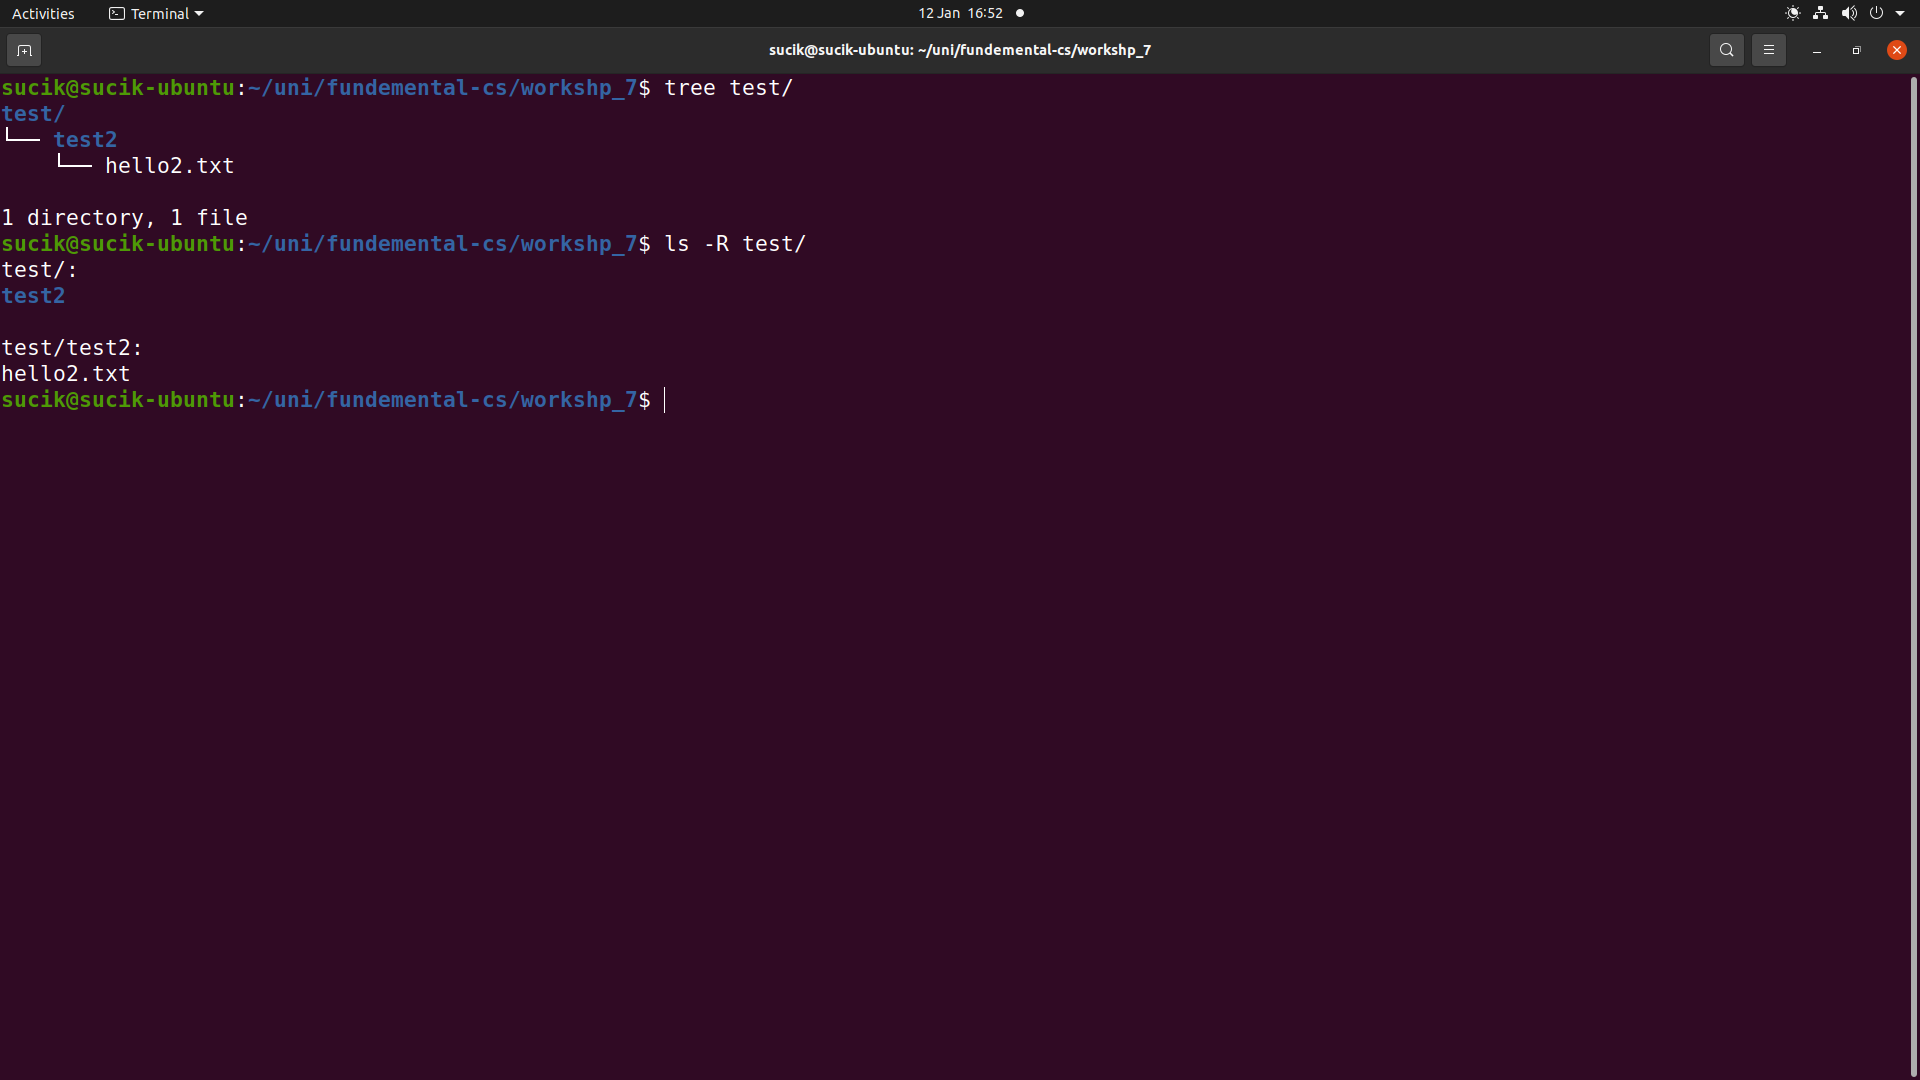 Activities Terminal 12 Jan 16:52
sucik@sucik-ubuntu: ~/uni/fundemental-cs/workshp_7
sucik@sucik-ubuntu:~/uni/fundemental-cs/workshp_7$ tree test/
test/
└── test2
    └── hello2.txt

1 directory, 1 file
sucik@sucik-ubuntu:~/uni/fundemental-cs/workshp_7$ ls -R test/
test/:
test2

test/test2:
hello2.txt
sucik@sucik-ubuntu:~/uni/fundemental-cs/workshp_7$